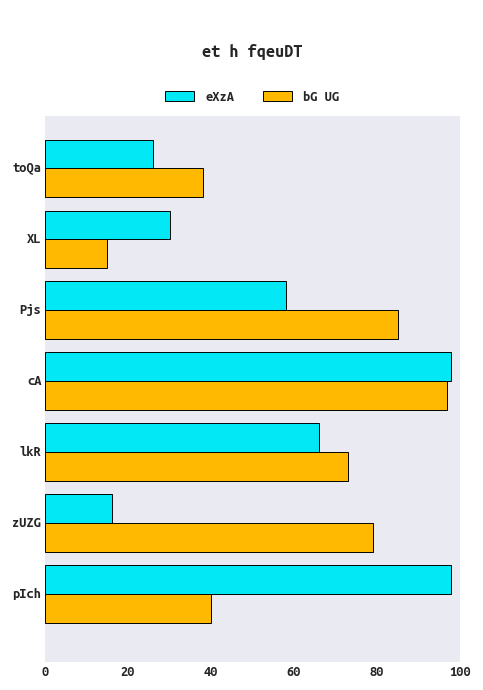 et h fqeuDT
eXzA bG UG
toQa
XL
Pjs
cA
lkR
zUZG
pIch
0 20 40 60 80 100